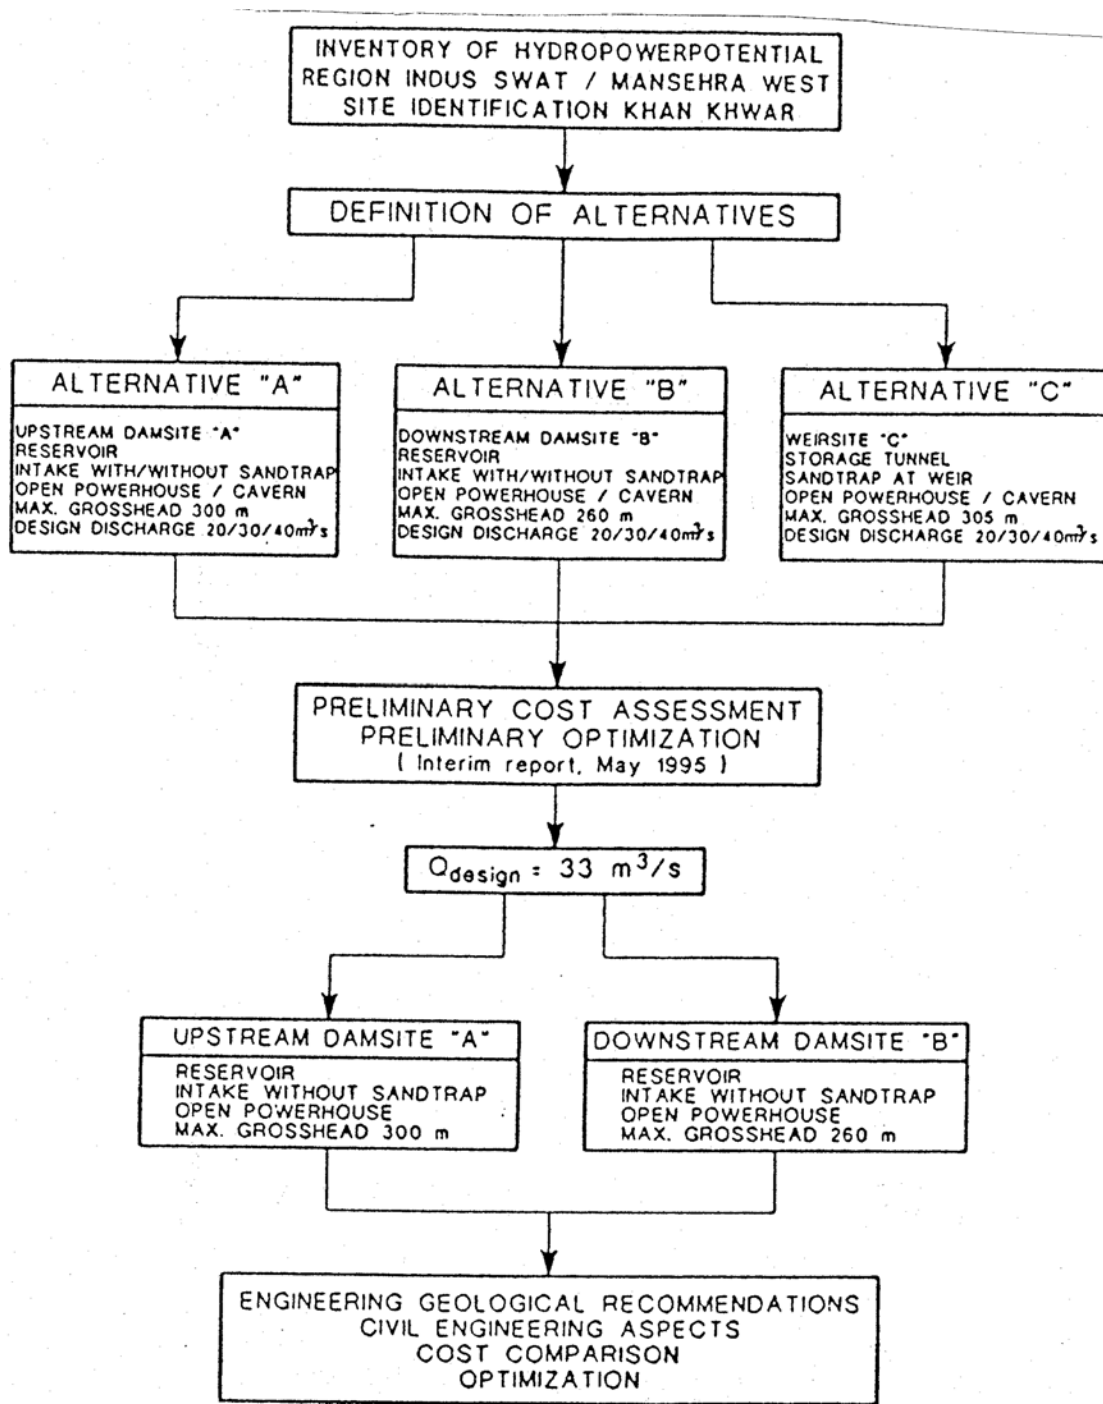 INVENTORY OF HYDROPOWERPOTENTIAL
REGION INDUS SWAT / MANSEHRA WEST
SITE IDENTIFICATION KHAN KHWAR
DEFINITION OF ALTERNATIVES
ALTERNATIVE "A"
UPSTREAM DAMSITE "A"
RESERVOIR
INTAKE WITH/WITHOUT SANDTRAP
OPEN POWERHOUSE / CAVERN
MAX. GROSSHEAD 300 m
DESIGN DISCHARGE 20/30/40m³/s
ALTERNATIVE "B"
DOWNSTREAM DAMSITE "B"
RESERVOIR
INTAKE WITH/WITHOUT SANDTRAP
OPEN POWERHOUSE / CAVERN
MAX. GROSSHEAD 260 m
DESIGN DISCHARGE 20/30/40m³/s
ALTERNATIVE "C"
WEIRSITE "C"
STORAGE TUNNEL
SANDTRAP AT WEIR
OPEN POWERHOUSE / CAVERN
MAX. GROSSHEAD 305 m
DESIGN DISCHARGE 20/30/40m³/s
PRELIMINARY COST ASSESSMENT
PRELIMINARY OPTIMIZATION
( Interim report, May 1995 )
Qdesign = 33 m³/s
UPSTREAM DAMSITE "A"
RESERVOIR
INTAKE WITHOUT SANDTRAP
OPEN POWERHOUSE
MAX. GROSSHEAD 300 m
DOWNSTREAM DAMSITE "B"
RESERVOIR
INTAKE WITHOUT SANDTRAP
OPEN POWERHOUSE
MAX. GROSSHEAD 260 m
ENGINEERING GEOLOGICAL RECOMMENDATIONS
CIVIL ENGINEERING ASPECTS
COST COMPARISON
OPTIMIZATION